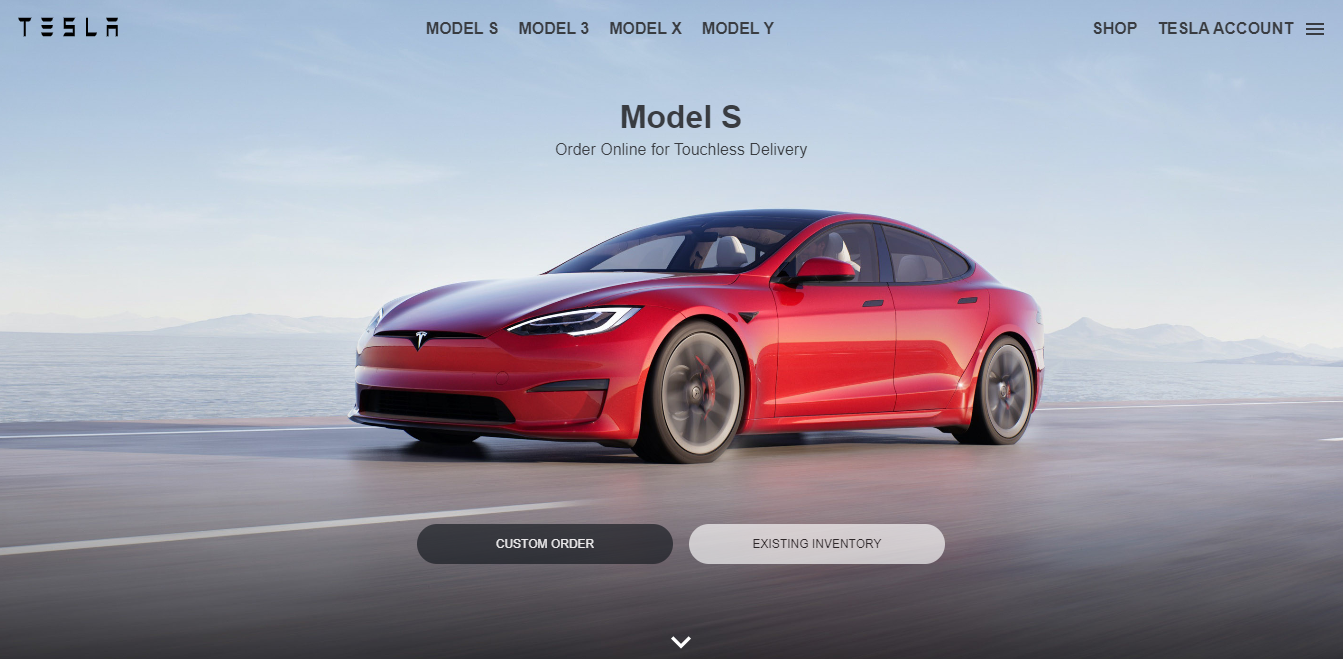 TESLA
MODEL S MODEL 3 MODEL X MODEL Y
SHOP TESLA ACCOUNT
Model S
Order Online for Touchless Delivery
CUSTOM ORDER
EXISTING INVENTORY